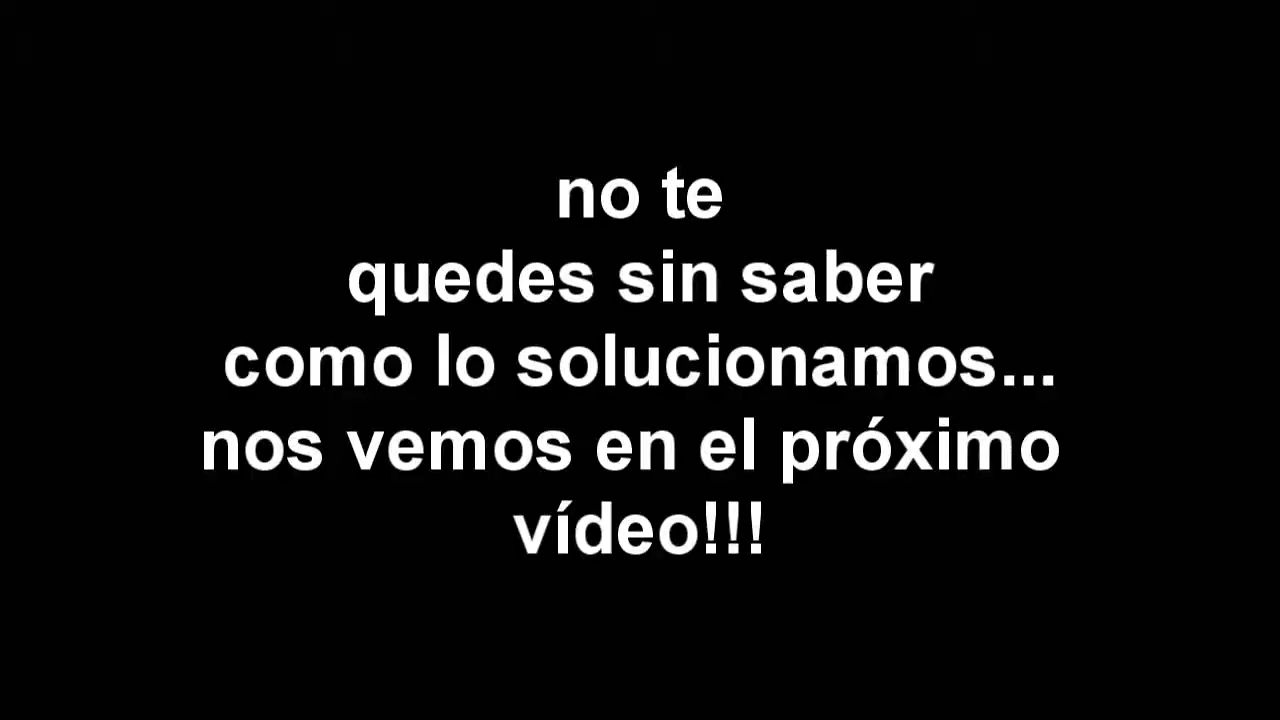 no te
quedes sin saber
como lo solucionamos...
nos vemos en el próximo
vídeo!!!